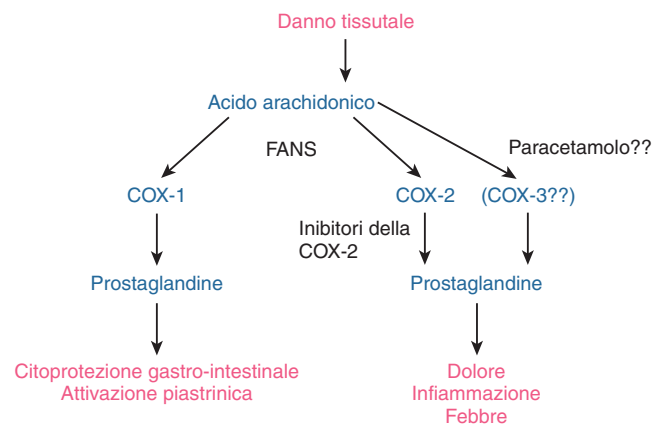 Danno tissutale
Acido arachidonico
FANS
Paracetamolo??
COX-1
COX-2
(COX-3??)
Inibitori della
COX-2
Prostaglandine
Prostaglandine
Citoprotezione gastro-intestinale
Attivazione piastrinica
Dolore
Infiammazione
Febbre